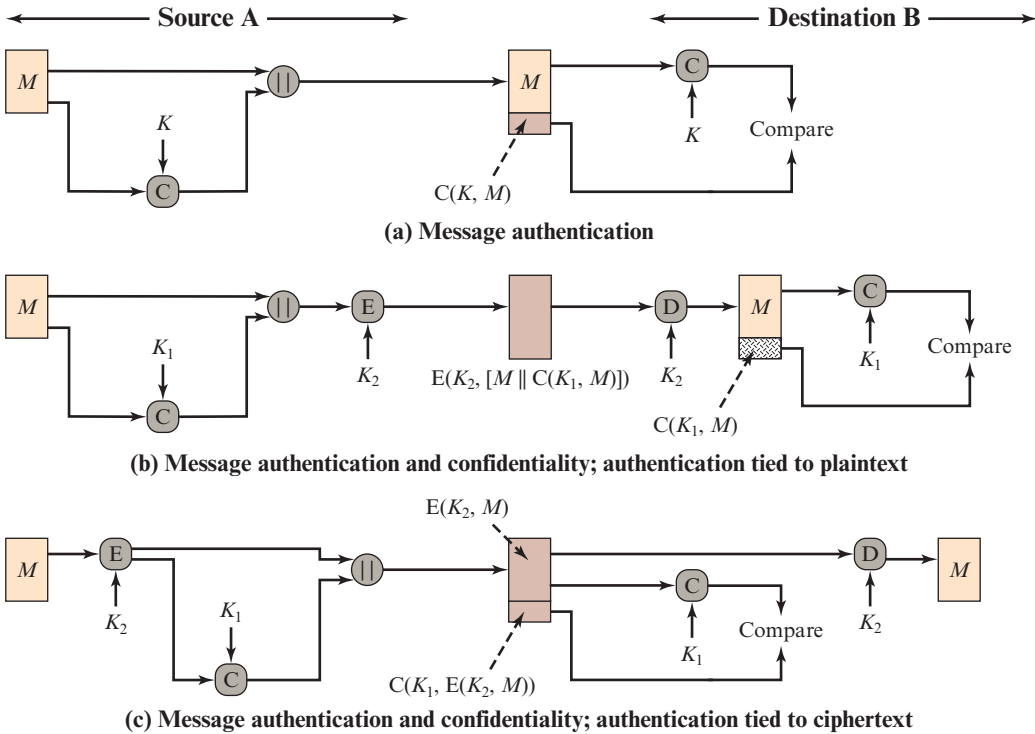 Source A
Destination B
M
||
M
C
K
K
Compare
C
C(K, M)
(a) Message authentication
M
||
E
D
M
C
K₁
K₂
E(K₂, [M || C(K₁, M)])
K₂
K₁
Compare
C
C(K₁, M)
(b) Message authentication and confidentiality; authentication tied to plaintext
E(K₂, M)
M
E
||
D
M
K₂
K₁
C
K₂
Compare
C
K₁
C(K₁, E(K₂, M))
(c) Message authentication and confidentiality; authentication tied to ciphertext